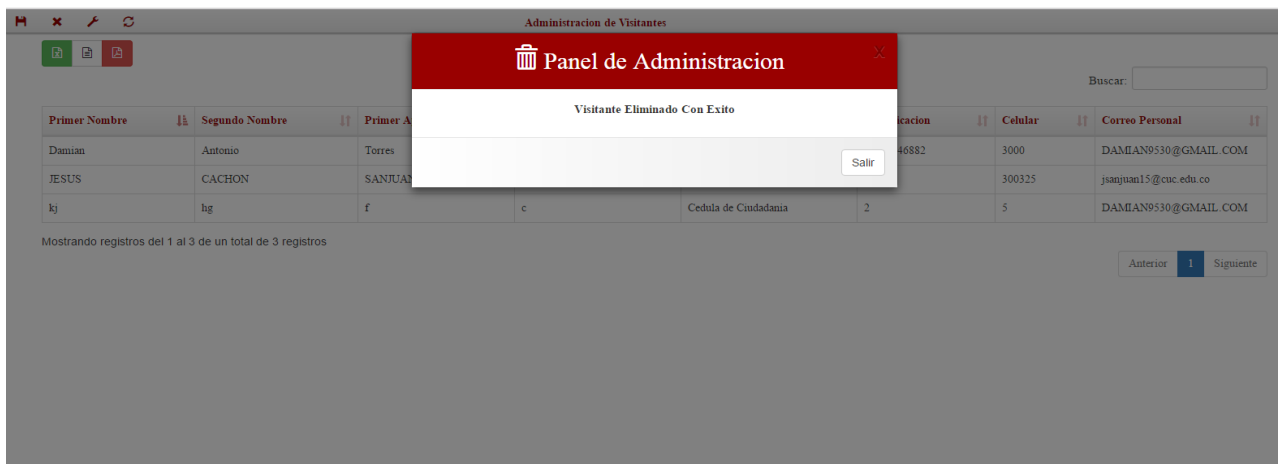 Administracion de Visitantes
Panel de Administracion X
Visitante Eliminado Con Exito
Salir
Buscar:
Primer Nombre Segundo Nombre Primer A icacion Celular Correo Personal
Damian Antonio Torres 46882 3000 DAMIAN9530@GMAIL.COM
JESUS CACHON SANJUAN 300325 jsanjuan15@cuc.edu.co
kj hg f c Cedula de Ciudadania 2 5 DAMIAN9530@GMAIL.COM
Mostrando registros del 1 al 3 de un total de 3 registros
Anterior 1 Siguiente